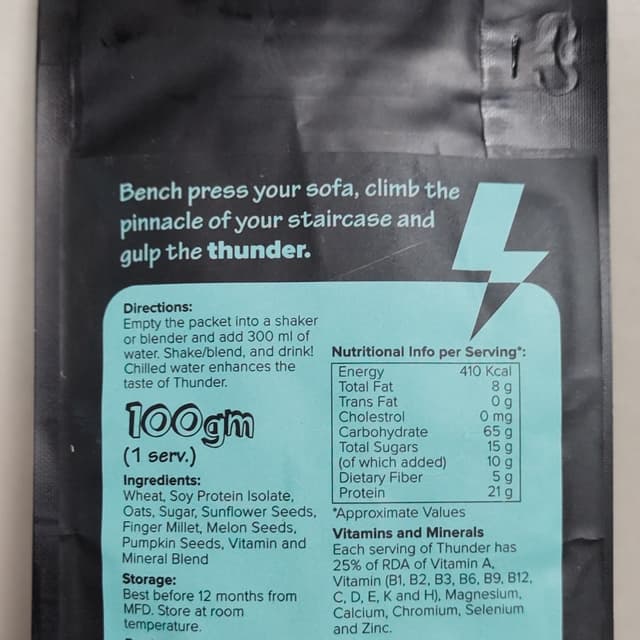 13
Bench press your sofa, climb the
pinnacle of your staircase and
gulp the thunder.
Directions:
Empty the packet into a shaker
or blender and add 300 ml of
water. Shake/blend, and drink!
Chilled water enhances the
taste of Thunder.
100gm
(1 serv.)
Ingredients:
Wheat, Soy Protein Isolate,
Oats, Sugar, Sunflower Seeds,
Finger Millet, Melon Seeds,
Pumpkin Seeds, Vitamin and
Mineral Blend
Storage:
Best before 12 months from
MFD. Store at room
temperature.
Nutritional Info per Serving*:
Energy 410 Kcal
Total Fat 8 g
Trans Fat 0 g
Cholestrol 0 mg
Carbohydrate 65 g
Total Sugars 15 g
(of which added) 10 g
Dietary Fiber 5 g
Protein 21 g
*Approximate Values
Vitamins and Minerals
Each serving of Thunder has
25% of RDA of Vitamin A,
Vitamin (B1, B2, B3, B6, B9, B12,
C, D, E, K and H), Magnesium,
Calcium, Chromium, Selenium
and Zinc.